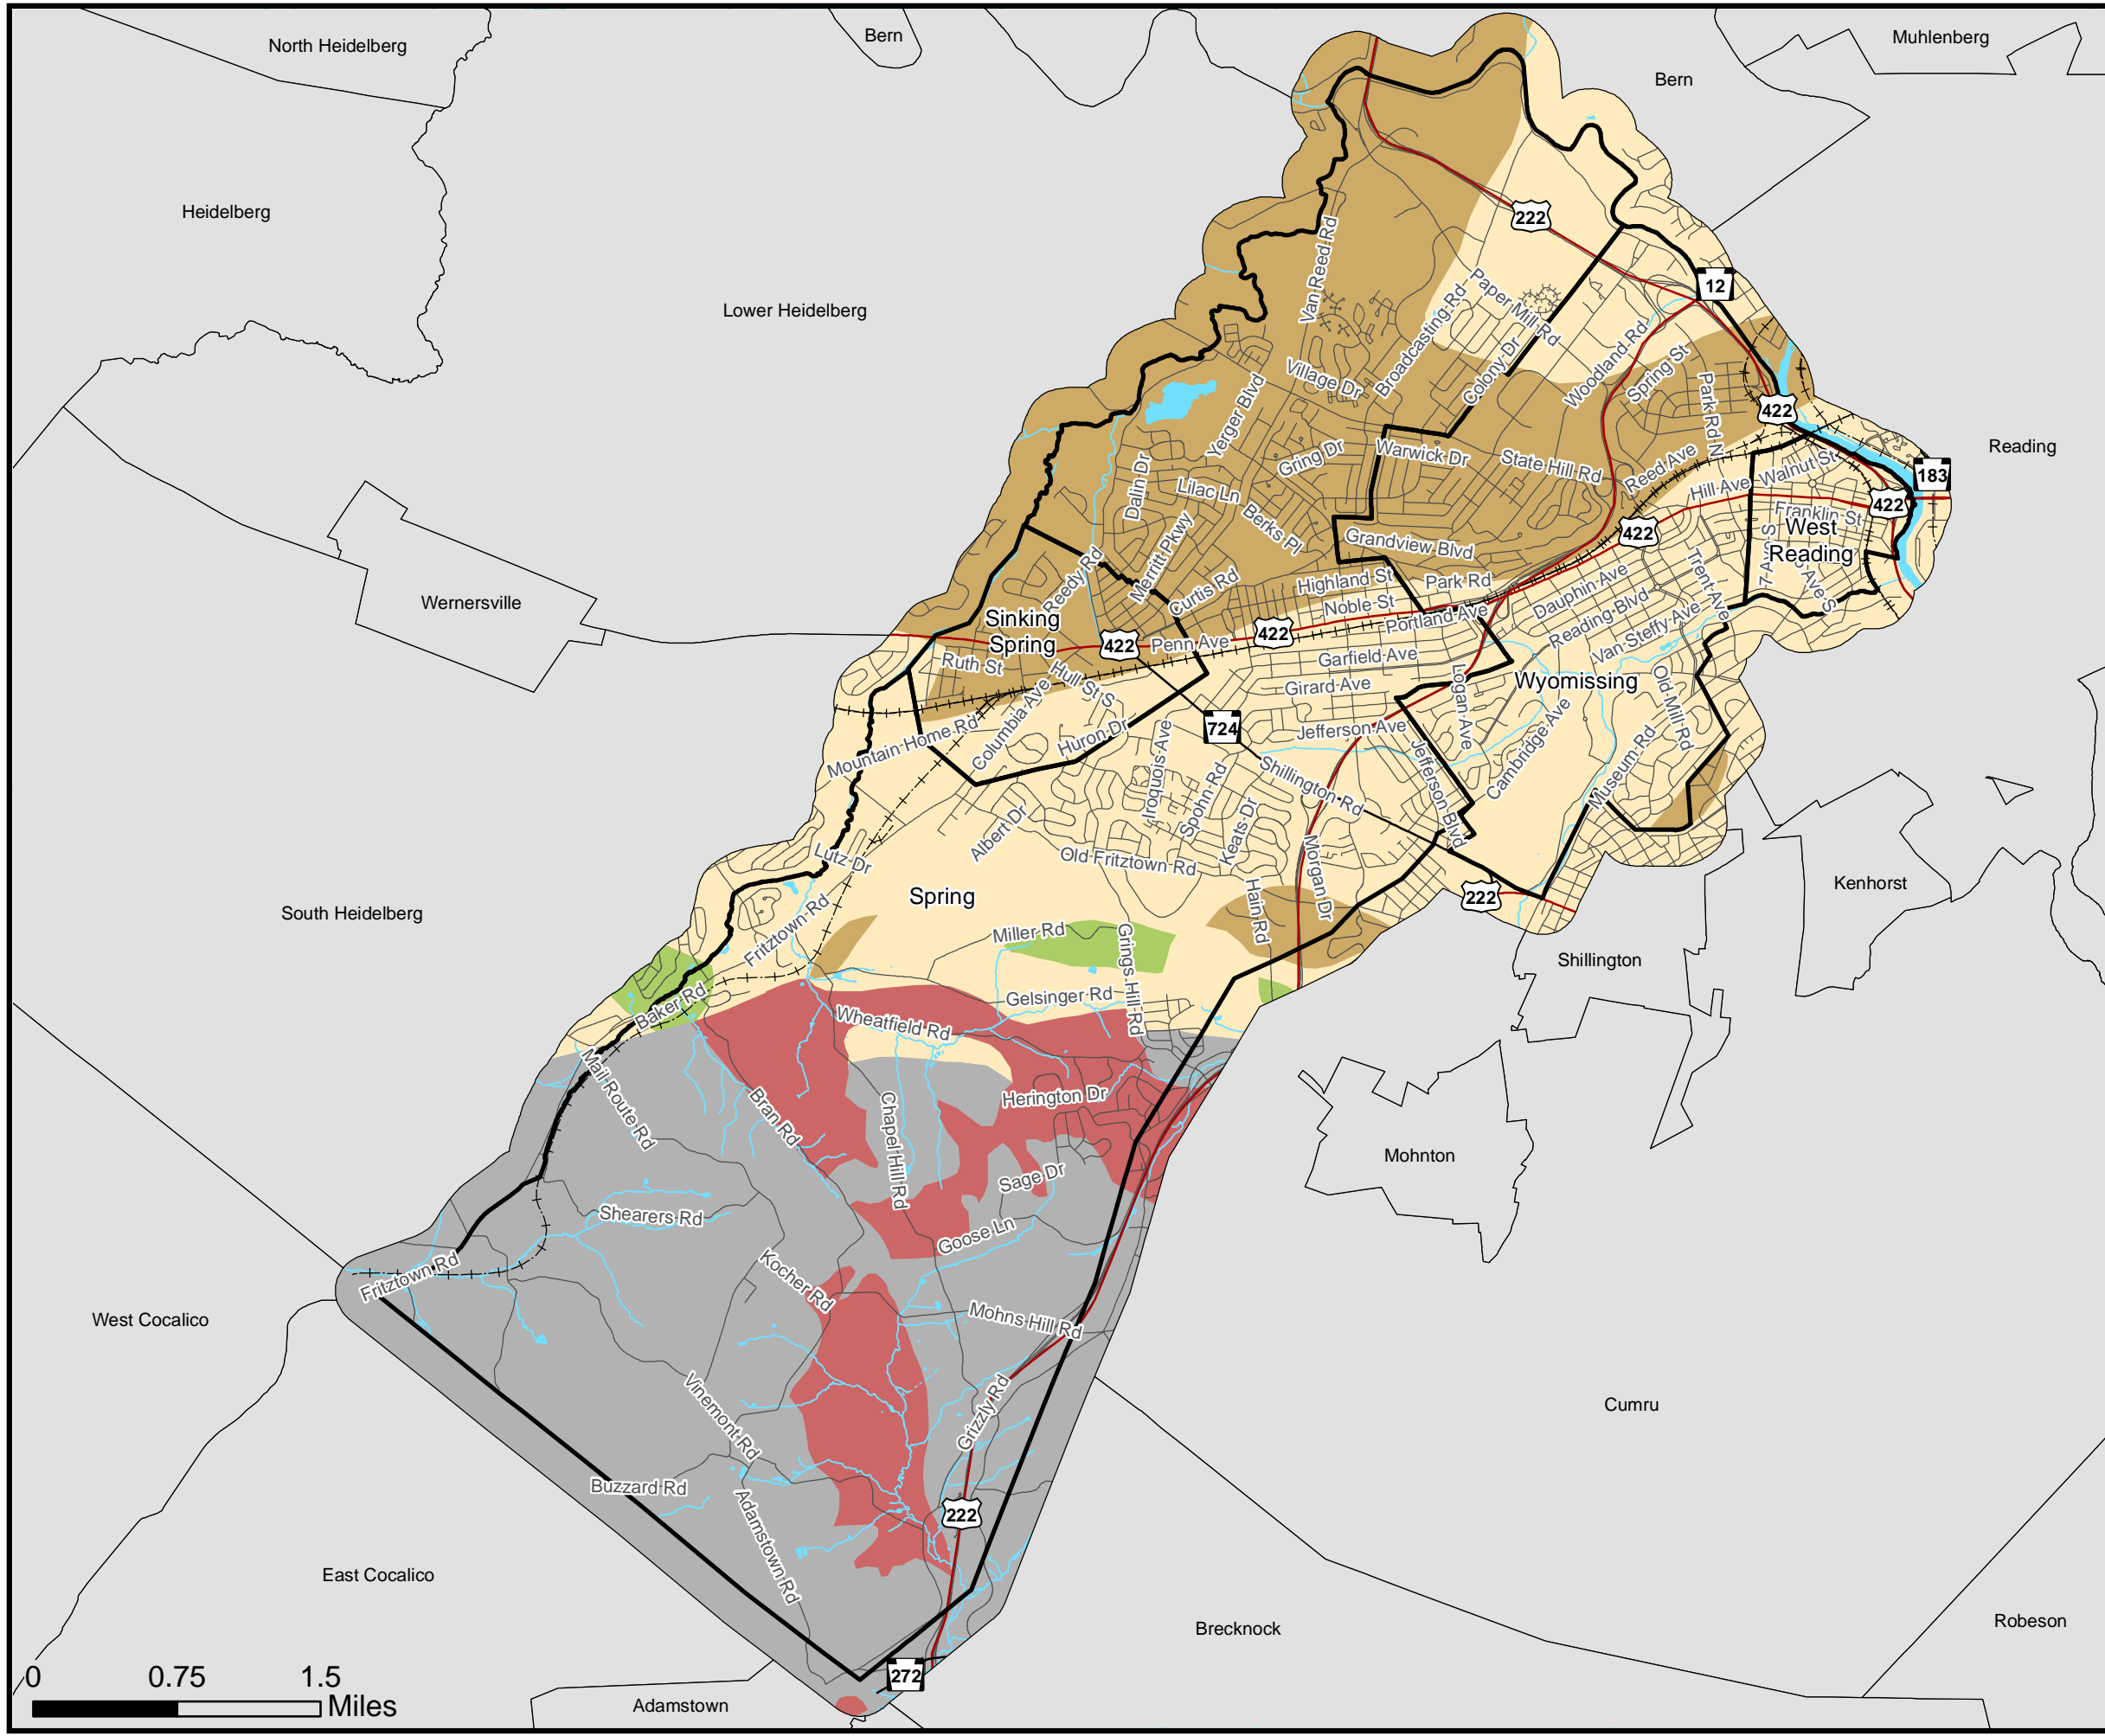 North Heidelberg
Bern
Muhlenberg
Bern
Heidelberg
222
Van Reed Rd
12
Lower Heidelberg
Paper Mill Rd
Broadcasting Rd
Woodland Rd
Colony Dr
Spring St
Village Dr
Park Rd N
Yerger Blvd
422
Reading
Gring Dr
Warwick Dr
State Hill Rd
Reed Ave
Walnut St
183
Dalin Dr
Lilac Ln
Hill Ave
422
Franklin St
Berks Pl
422
West
Reading
7 Ave S
Merritt Pkwy
Grandview Blvd
Reedy Rd
Highland St
Park Rd
Trent Ave
Dauphin Ave
Curtis Rd
Wernersville
Noble St
Portland Ave
Reading Blvd
Sinking
Spring
422
Penn Ave
422
Van Steffy Ave
Ruth St
Garfield Ave
Hull St S
Girard Ave
Logan Ave
Wyomissing
Old Mill Rd
Columbia Ave
Mountain Home Rd
Huron Dr
724
Jefferson Ave
Iroquois Ave
Cambridge Ave
Museum Rd
Shillington Rd
Jefferson Blvd
Spohn Rd
Keats Dr
Albert Dr
Lutz Dr
Old Fritztown Rd
Morgan Dr
Kenhorst
Spring
222
Hain Rd
South Heidelberg
Fritztown Rd
Miller Rd
Grings Hill Rd
Shillington
Baker Rd
Gelsinger Rd
Wheatfield Rd
Mail Route Rd
Bran Rd
Chapel Hill Rd
Herington Dr
Mohnton
Sage Dr
Shearers Rd
Goose Ln
Fritztown Rd
Kocher Rd
West Cocalico
Mohns Hill Rd
Vinemont Rd
Grizzly Rd
Cumru
Buzzard Rd
Adamstown Rd
222
East Cocalico
Brecknock
Robeson
272
Adamstown
0 0.75 1.5
Miles